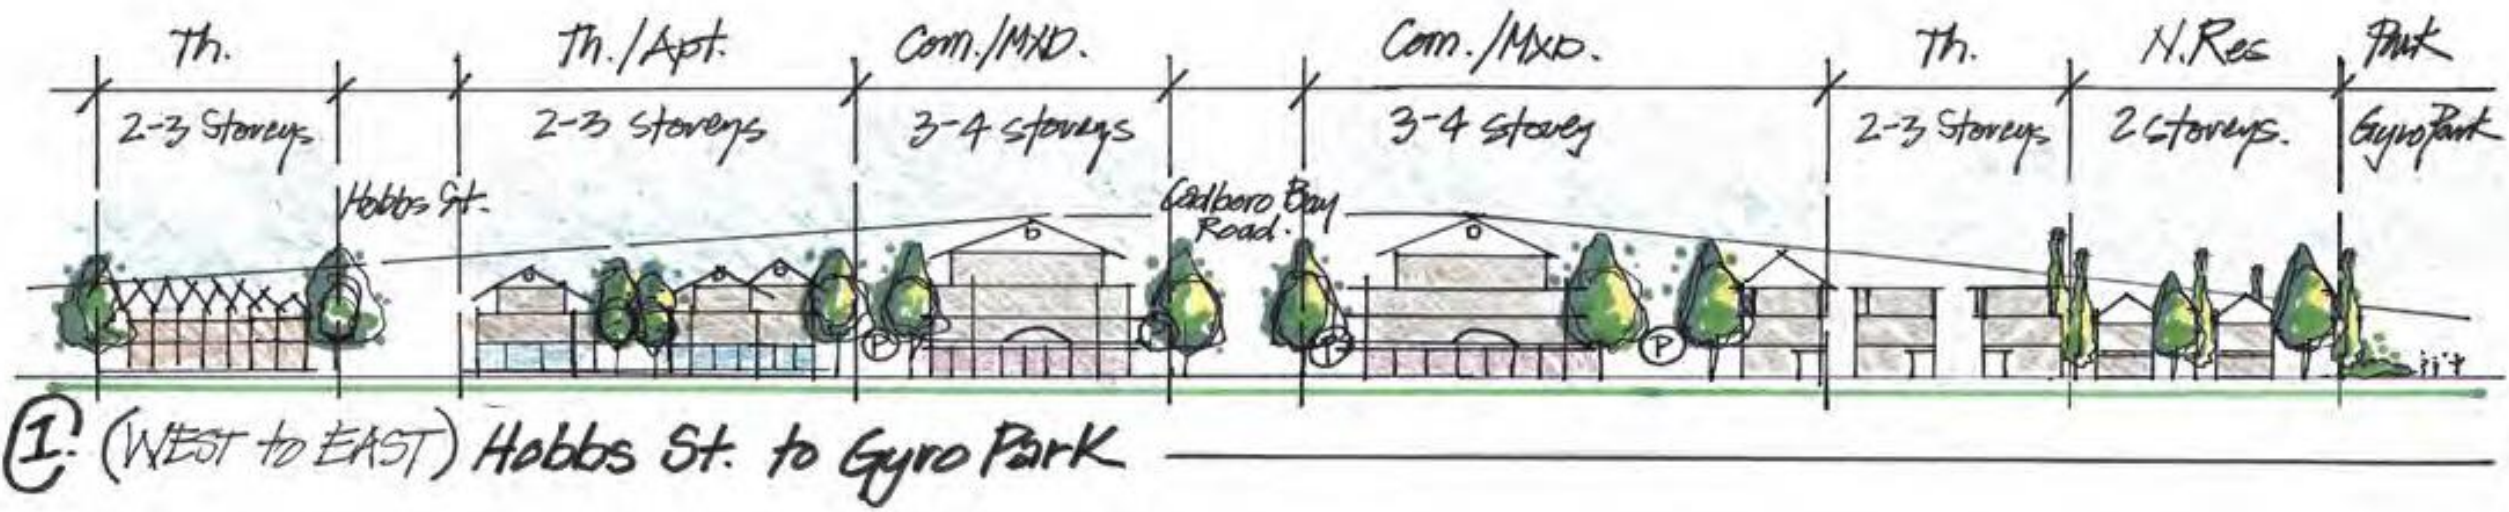 Th. Th./Apt. Com./MXD. Com./MXD. Th. N.Res Park
2-3 Storeys 2-3 storeys 3-4 storeys 3-4 storey 2-3 Storeys 2 storeys. Gyro Park
Hobbs St. Cadboro Bay
Road.
P P P
1. (WEST to EAST) Hobbs St. to Gyro Park